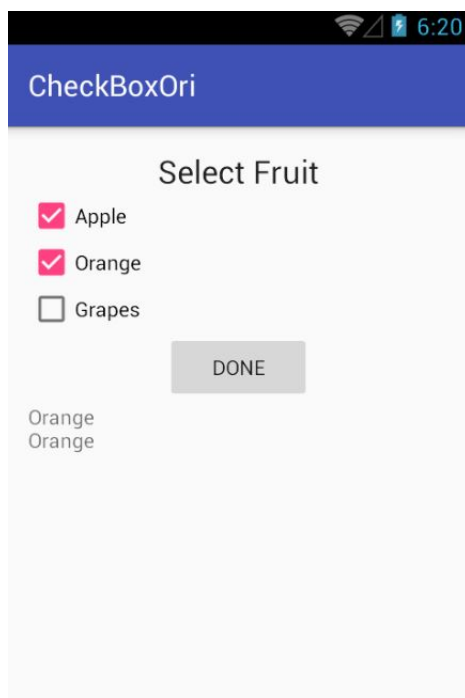 6:20
CheckBoxOri
Select Fruit
Apple
Orange
Grapes
DONE
Orange
Orange